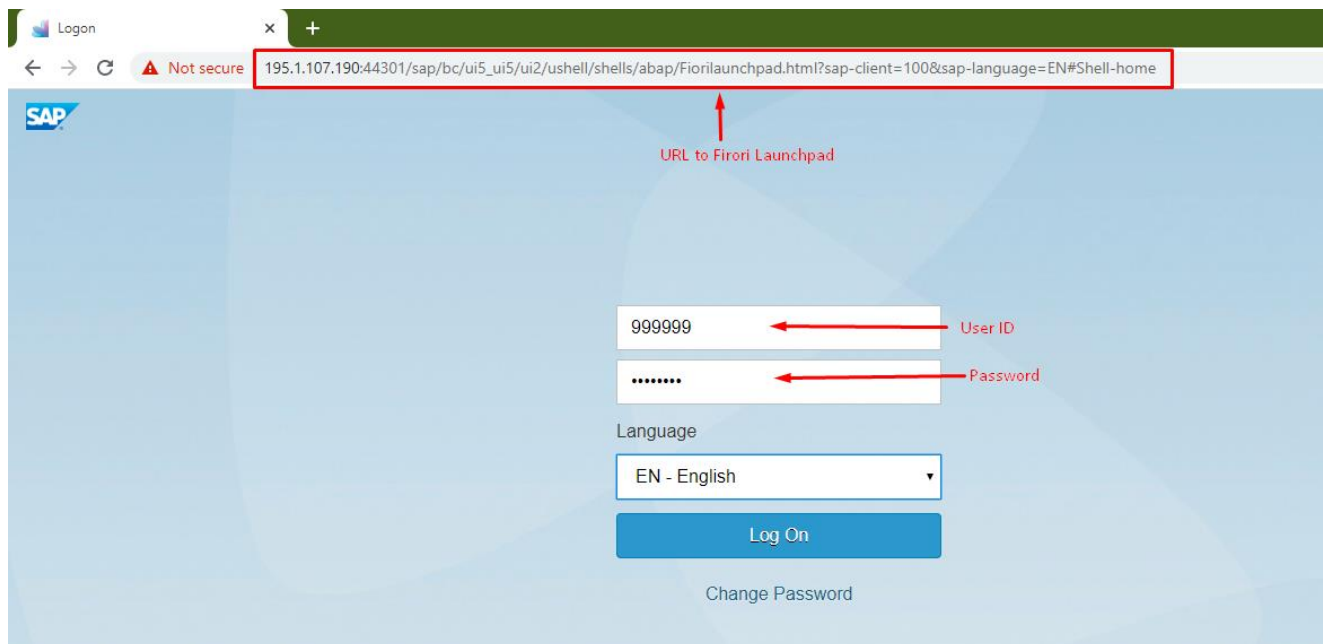 Logon
Not secure
195.1.107.190:44301/sap/bc/ui5_ui5/ui2/ushell/shells/abap/Fiorilaunchpad.html?sap-client=100&sap-language=EN#Shell-home
SAP
URL to Firori Launchpad
999999
User ID
••••••••
Password
Language
EN - English
Log On
Change Password